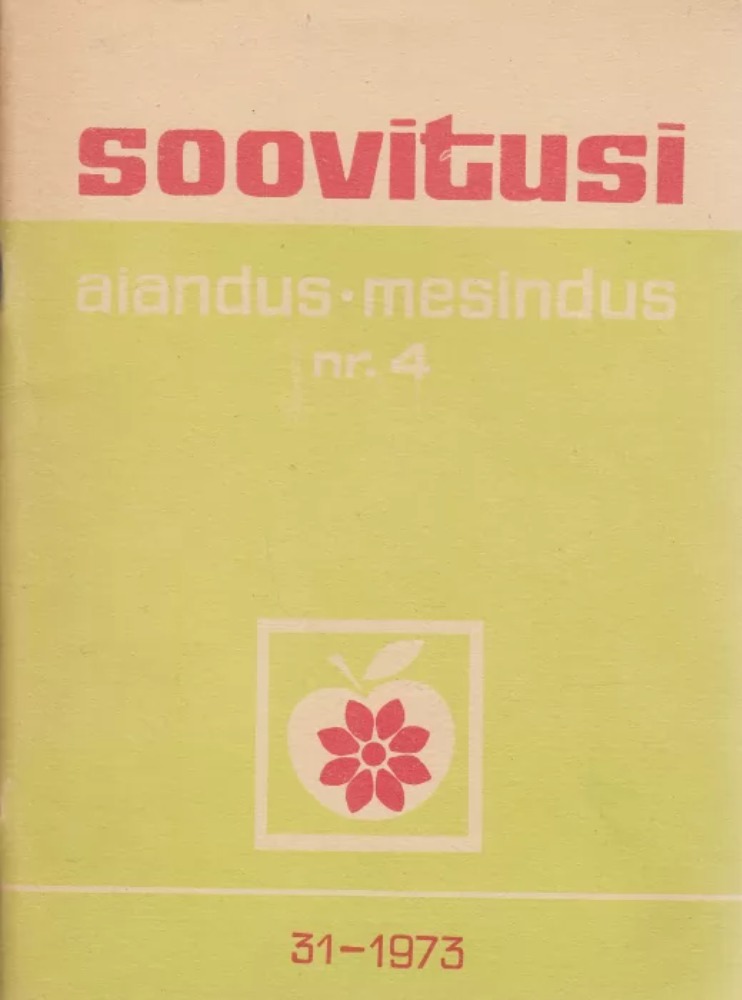 soovitusi
aiandus·mesindus
nr. 4
31-1973